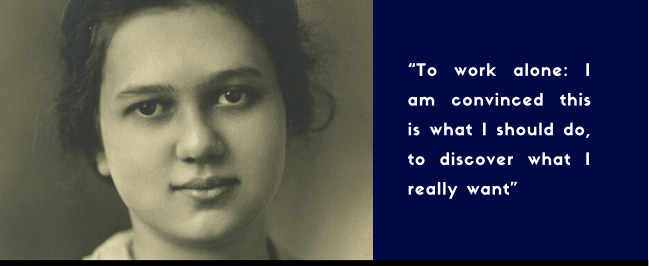 “To work alone: I
am convinced this
is what I should do,
to discover what I
really want”